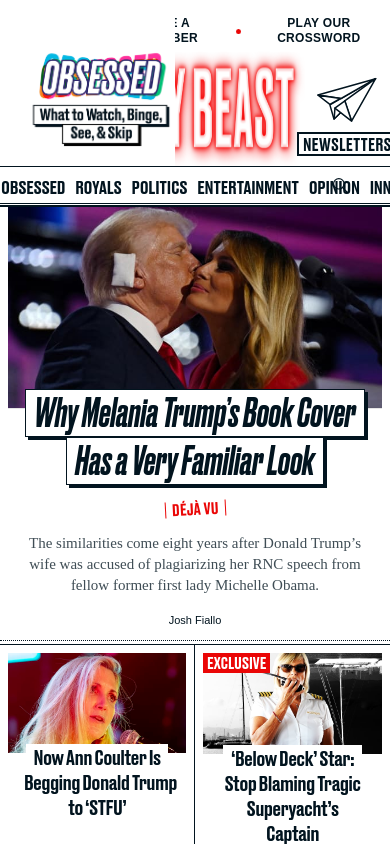 PLAY OUR
CROSSWORD
OBSESSED
What to Watch, Binge,
See, & Skip
BEAST
NEWSLETTERS
OBSESSED ROYALS POLITICS ENTERTAINMENT OPINION INN
Why Melania Trump’s Book Cover
Has a Very Familiar Look
DÉJÀ VU
The similarities come eight years after Donald Trump’s
wife was accused of plagiarizing her RNC speech from
fellow former first lady Michelle Obama.
Josh Fiallo
Now Ann Coulter Is
Begging Donald Trump
to ‘STFU’
EXCLUSIVE
‘Below Deck’ Star:
Stop Blaming Tragic
Superyacht’s
Captain